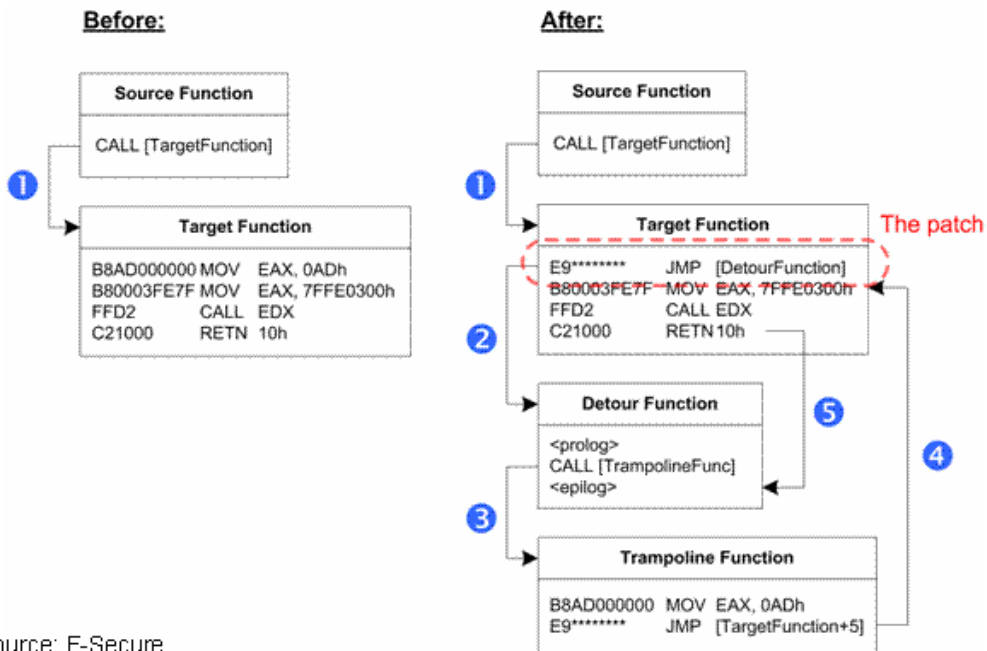 Before:
Source Function
CALL [TargetFunction]
1
Target Function
B8AD000000 MOV EAX, 0ADh
B80003FE7F MOV EAX, 7FFE0300h
FFD2 CALL EDX
C21000 RETN 10h
After:
Source Function
CALL [TargetFunction]
1
Target Function
The patch
E9******** JMP [DetourFunction]
B80003FE7F MOV EAX, 7FFE0300h
FFD2 CALL EDX
C21000 RETN 10h
2
Detour Function
<prolog>
CALL [TrampolineFunc]
<epilog>
5
4
3
Trampoline Function
B8AD000000 MOV EAX, 0ADh
E9******** JMP [TargetFunction+5]
ource: F-Secure